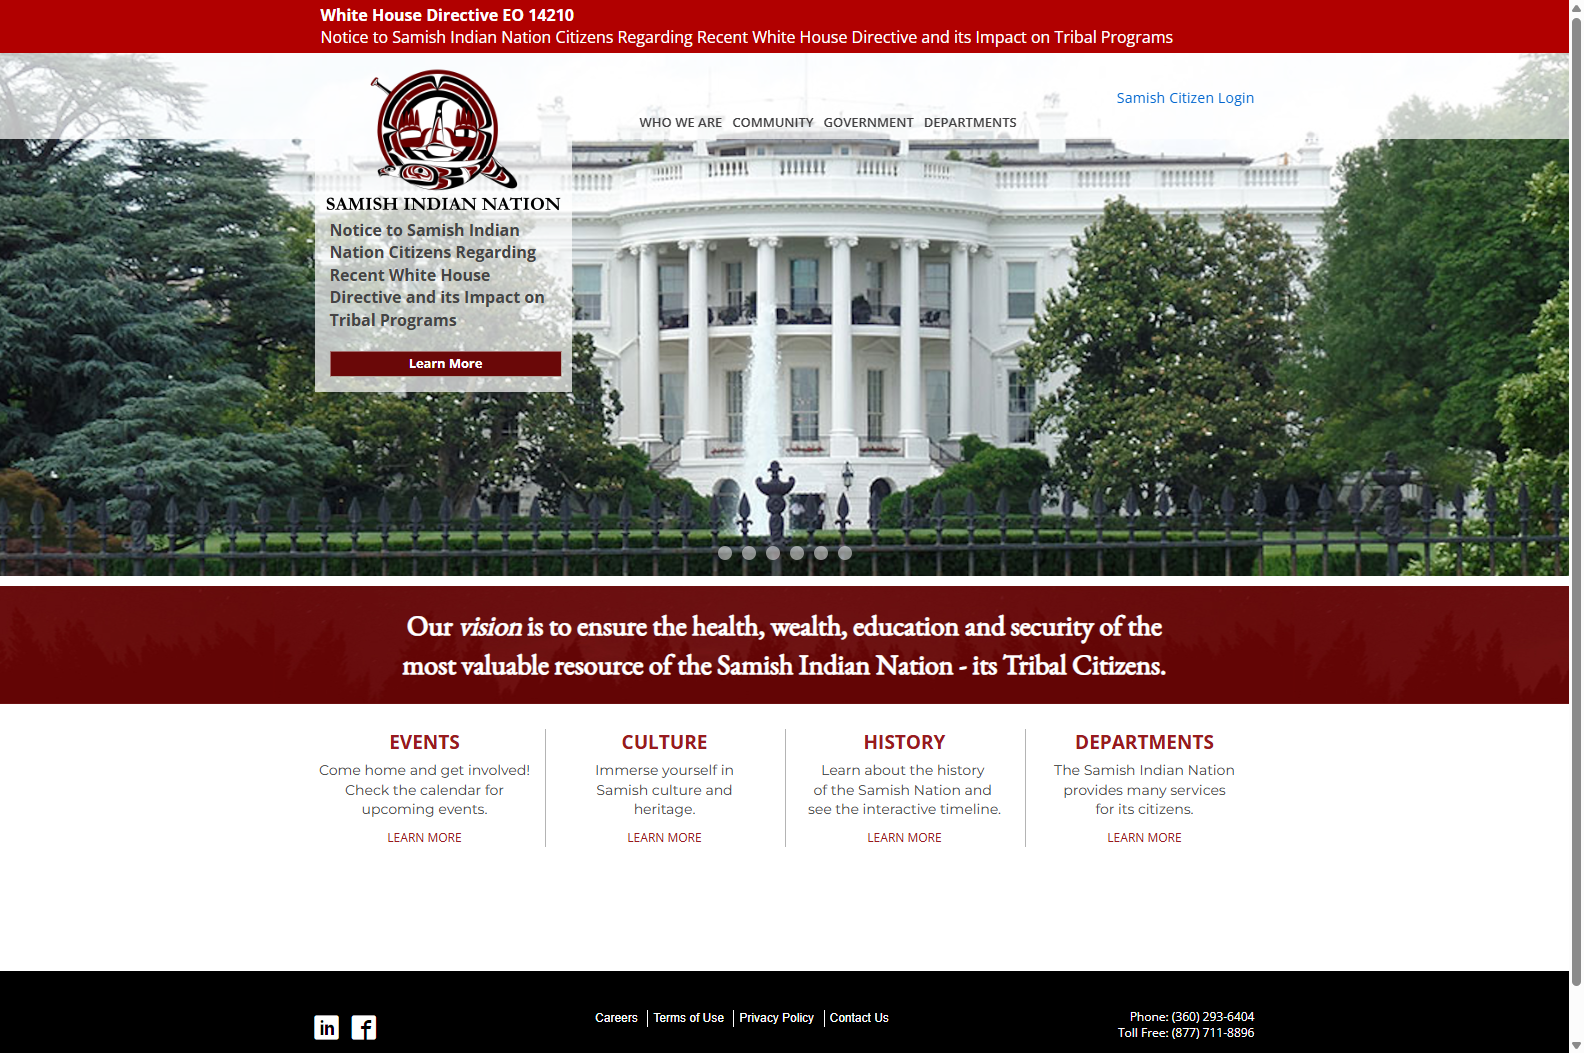 White House Directive EO 14210
Notice to Samish Indian Nation Citizens Regarding Recent White House Directive and its Impact on Tribal Programs
Samish Citizen Login
WHO WE ARE COMMUNITY GOVERNMENT DEPARTMENTS
SAMISH INDIAN NATION
Notice to Samish Indian
Nation Citizens Regarding
Recent White House
Directive and its Impact on
Tribal Programs
Learn More
Our vision is to ensure the health, wealth, education and security of the
most valuable resource of the Samish Indian Nation - its Tribal Citizens.
EVENTS
Come home and get involved!
Check the calendar for
upcoming events.
LEARN MORE
CULTURE
Immerse yourself in
Samish culture and
heritage.
LEARN MORE
HISTORY
Learn about the history
of the Samish Nation and
see the interactive timeline.
LEARN MORE
DEPARTMENTS
The Samish Indian Nation
provides many services
for its citizens.
LEARN MORE
in f
Careers | Terms of Use | Privacy Policy | Contact Us
Phone: (360) 293-6404
Toll Free: (877) 711-8896